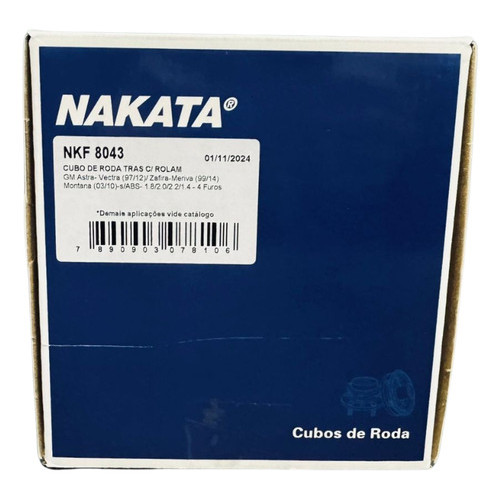 NAKATA®
NKF 8043 01/11/2024
CUBO DE RODA TRAS C/ ROLAM
GM Astra- Vectra (97/12)/ Zafira-Meriva (99/14)
Montana (03/10)-s/ABS- 1.8/2.0/2.2/1.4 - 4 Furos
*Demais aplicações vide catálogo
7 890903 078106
Cubos de Roda